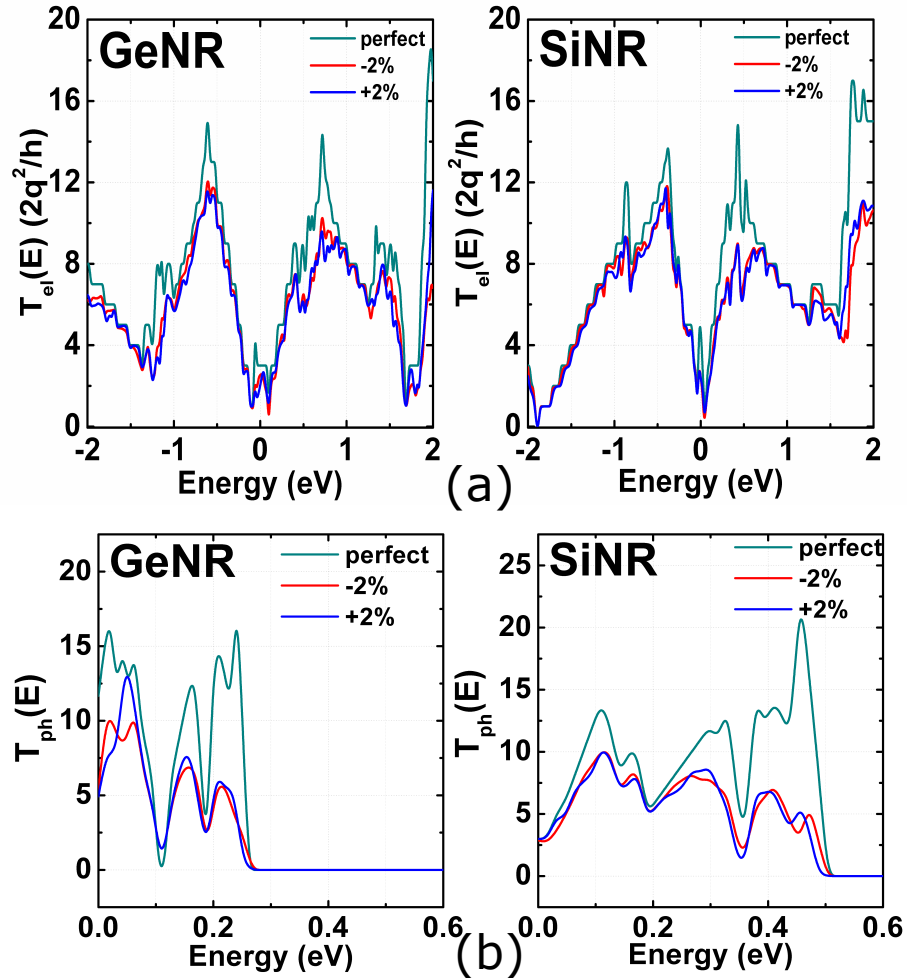 GeNR
perfect
-2%
+2%
T_el(E) (2q^2/h)
20
16
12
8
4
0
-2 -1 0 1 2
Energy (eV)
SiNR
perfect
-2%
+2%
T_el(E) (2q^2/h)
20
16
12
8
4
0
-2 -1 0 1 2
Energy (eV)
(a)
GeNR
perfect
-2%
+2%
T_ph(E)
20
15
10
5
0
0.0 0.2 0.4 0.6
Energy (eV)
SiNR
perfect
-2%
+2%
T_ph(E)
25
20
15
10
5
0
0.0 0.2 0.4 0.6
Energy (eV)
(b)